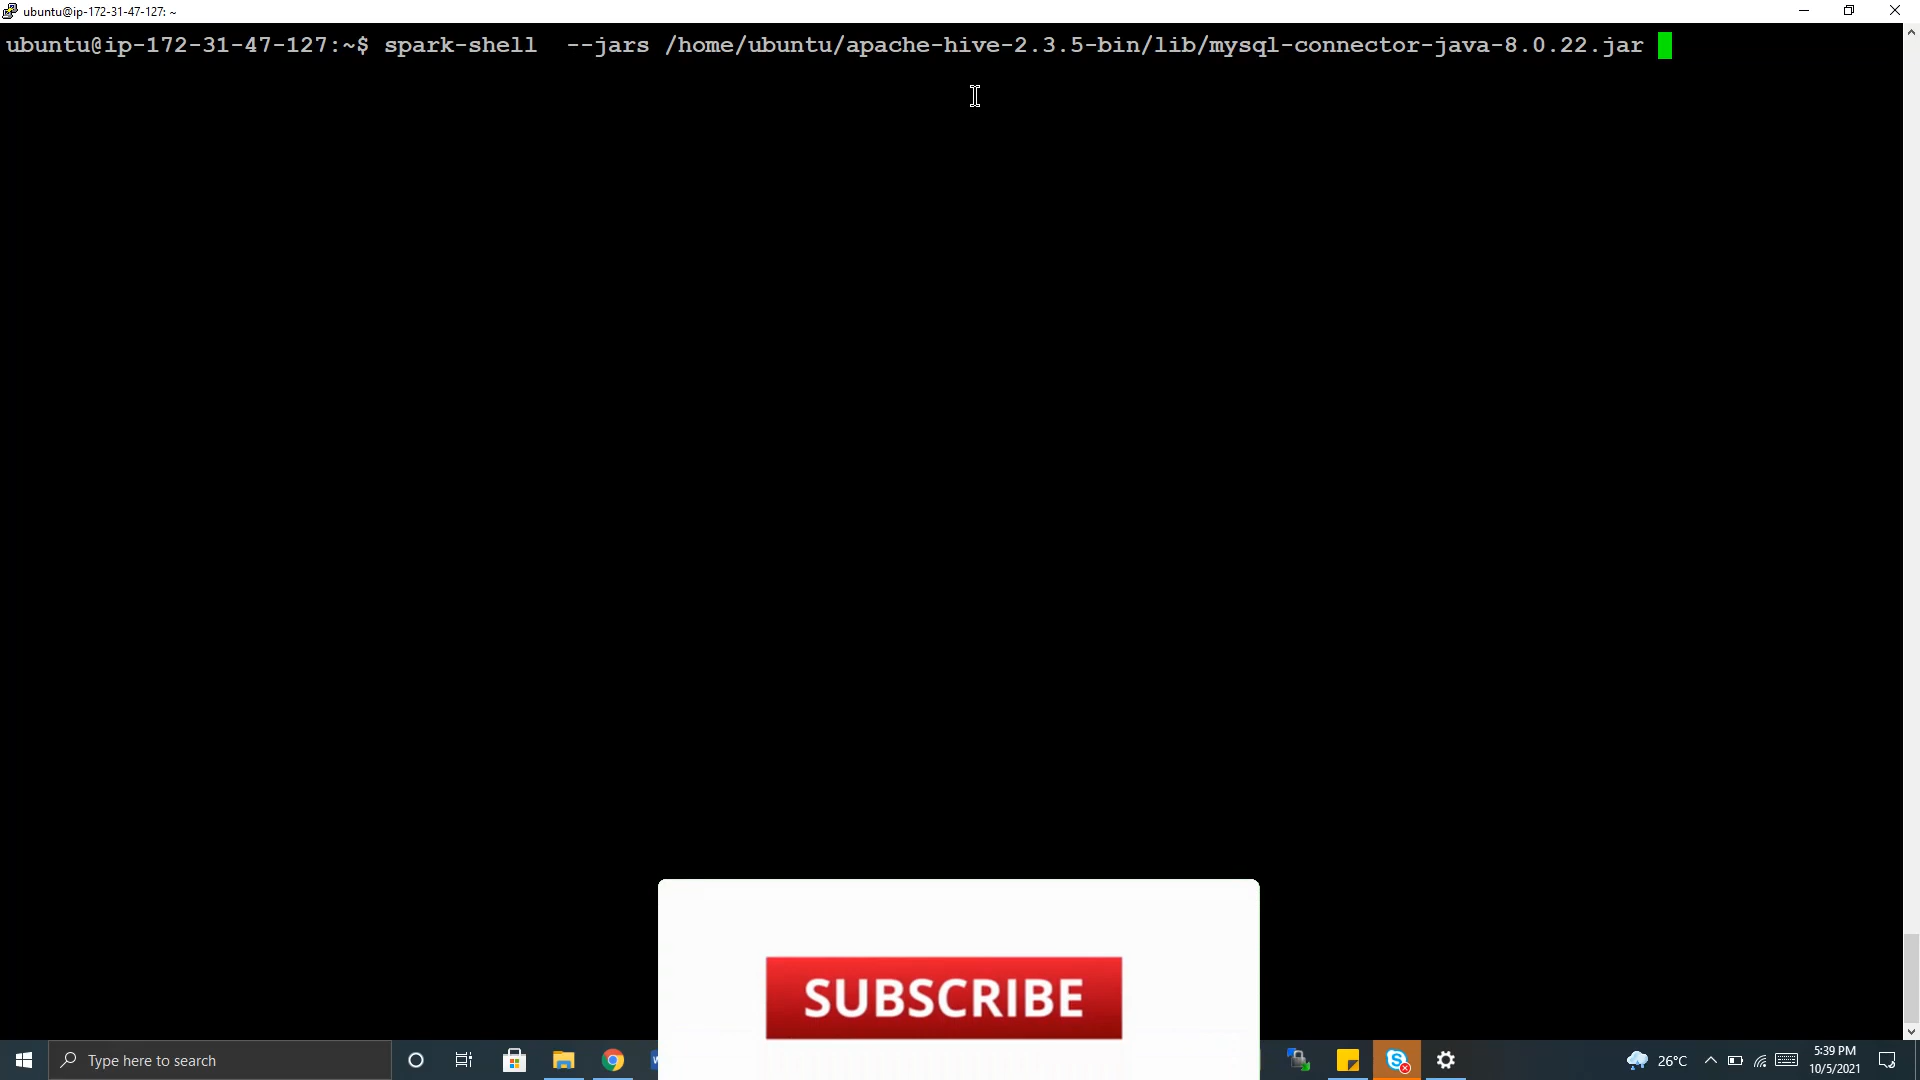 ubuntu@ip-172-31-47-127: ~
ubuntu@ip-172-31-47-127:~$ spark-shell  --jars /home/ubuntu/apache-hive-2.3.5-bin/lib/mysql-connector-java-8.0.22.jar
SUBSCRIBE
Type here to search
26°C
5:39 PM
10/5/2021